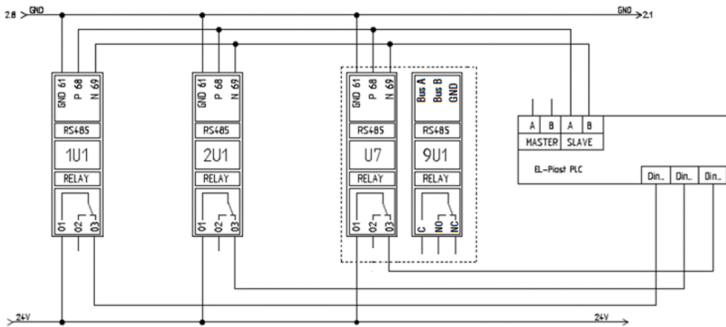 2.8 GND GND 2.1
GND 61 P 68 N 69
GND 61 P 68 N 69
GND 61 P 68 N 69
Bus A Bus B GND
RS485 RS485 RS485 RS485
1U1 2U1 U7 9U1
RELAY RELAY RELAY RELAY
01 02 03
01 02 03
01 02 03
C NO NC
A B A B
MASTER SLAVE
EL-Piast PLC
Din.. Din.. Din..
24V 24V